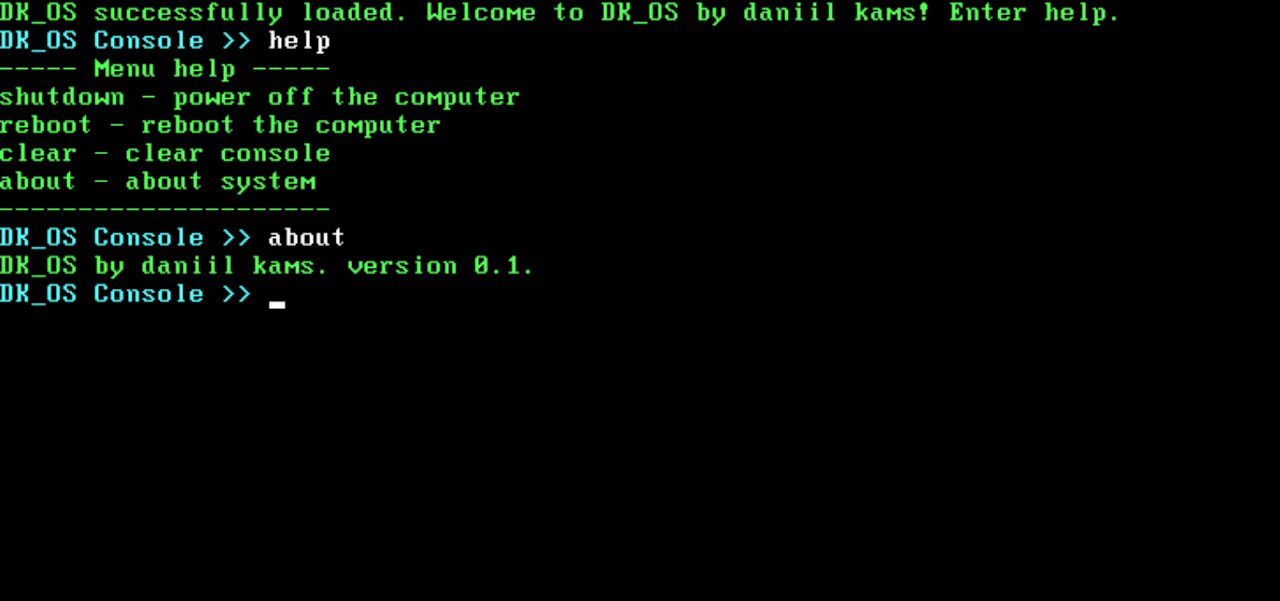 DK_OS successfully loaded. Welcome to DK_OS by daniil kams! Enter help.
DK_OS Console >> help
----- Menu help -----
shutdown - power off the computer
reboot - reboot the computer
clear - clear console
about - about system
---------------------
DK_OS Console >> about
DK_OS by daniil kams. version 0.1.
DK_OS Console >> _